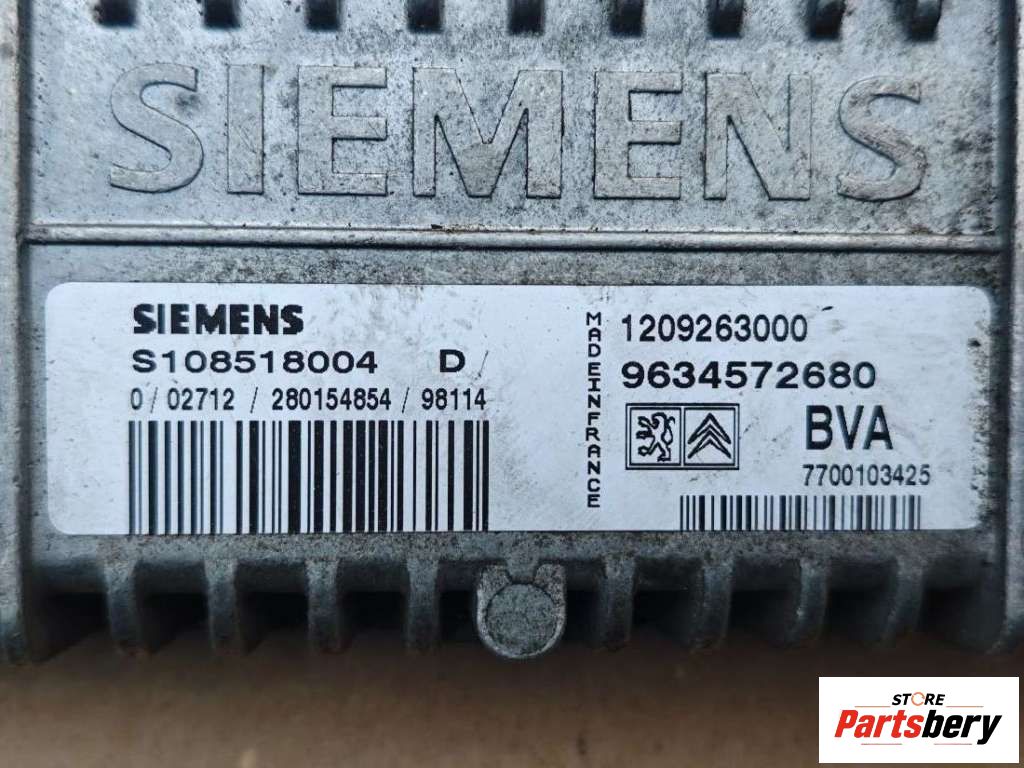 SIEMENS
SIEMENS
S108518004 D /
0 / 02712 / 280154854 / 98114
MADE IN FRANCE
1209263000
9634572680
BVA
7700103425
STORE
Partsbery